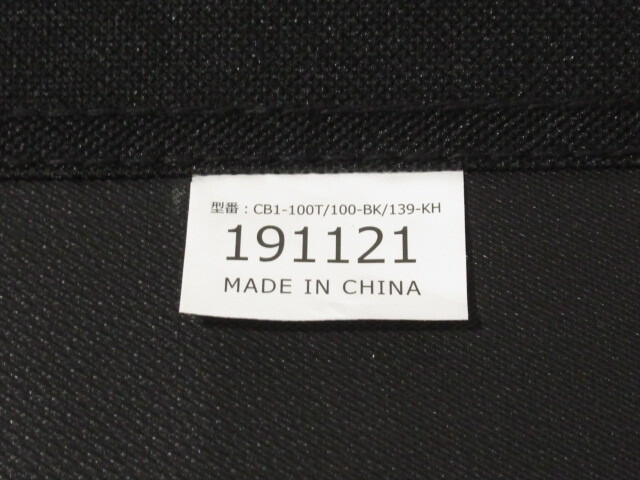 型番：CB1-100T/100-BK/139-KH
191121
MADE IN CHINA